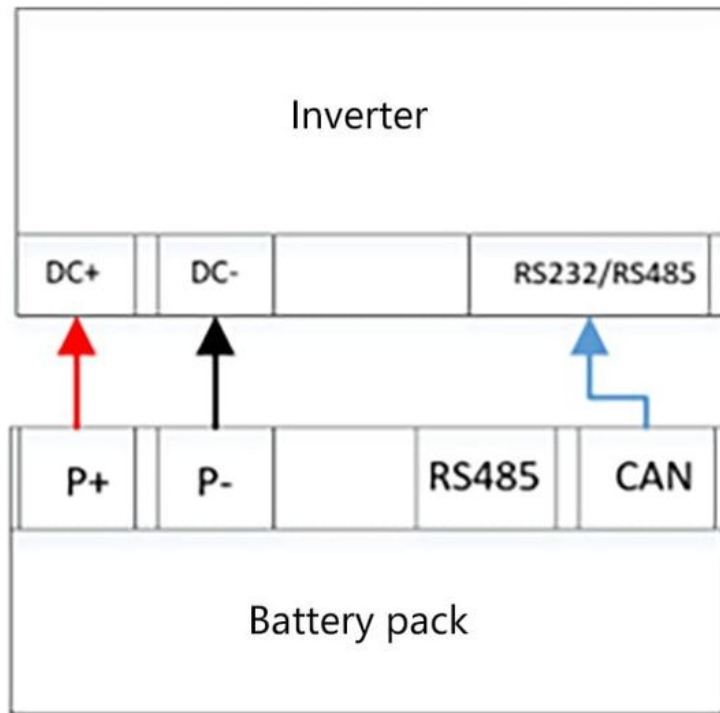 Inverter
DC+ DC- RS232/RS485
P+ P- RS485 CAN
Battery pack